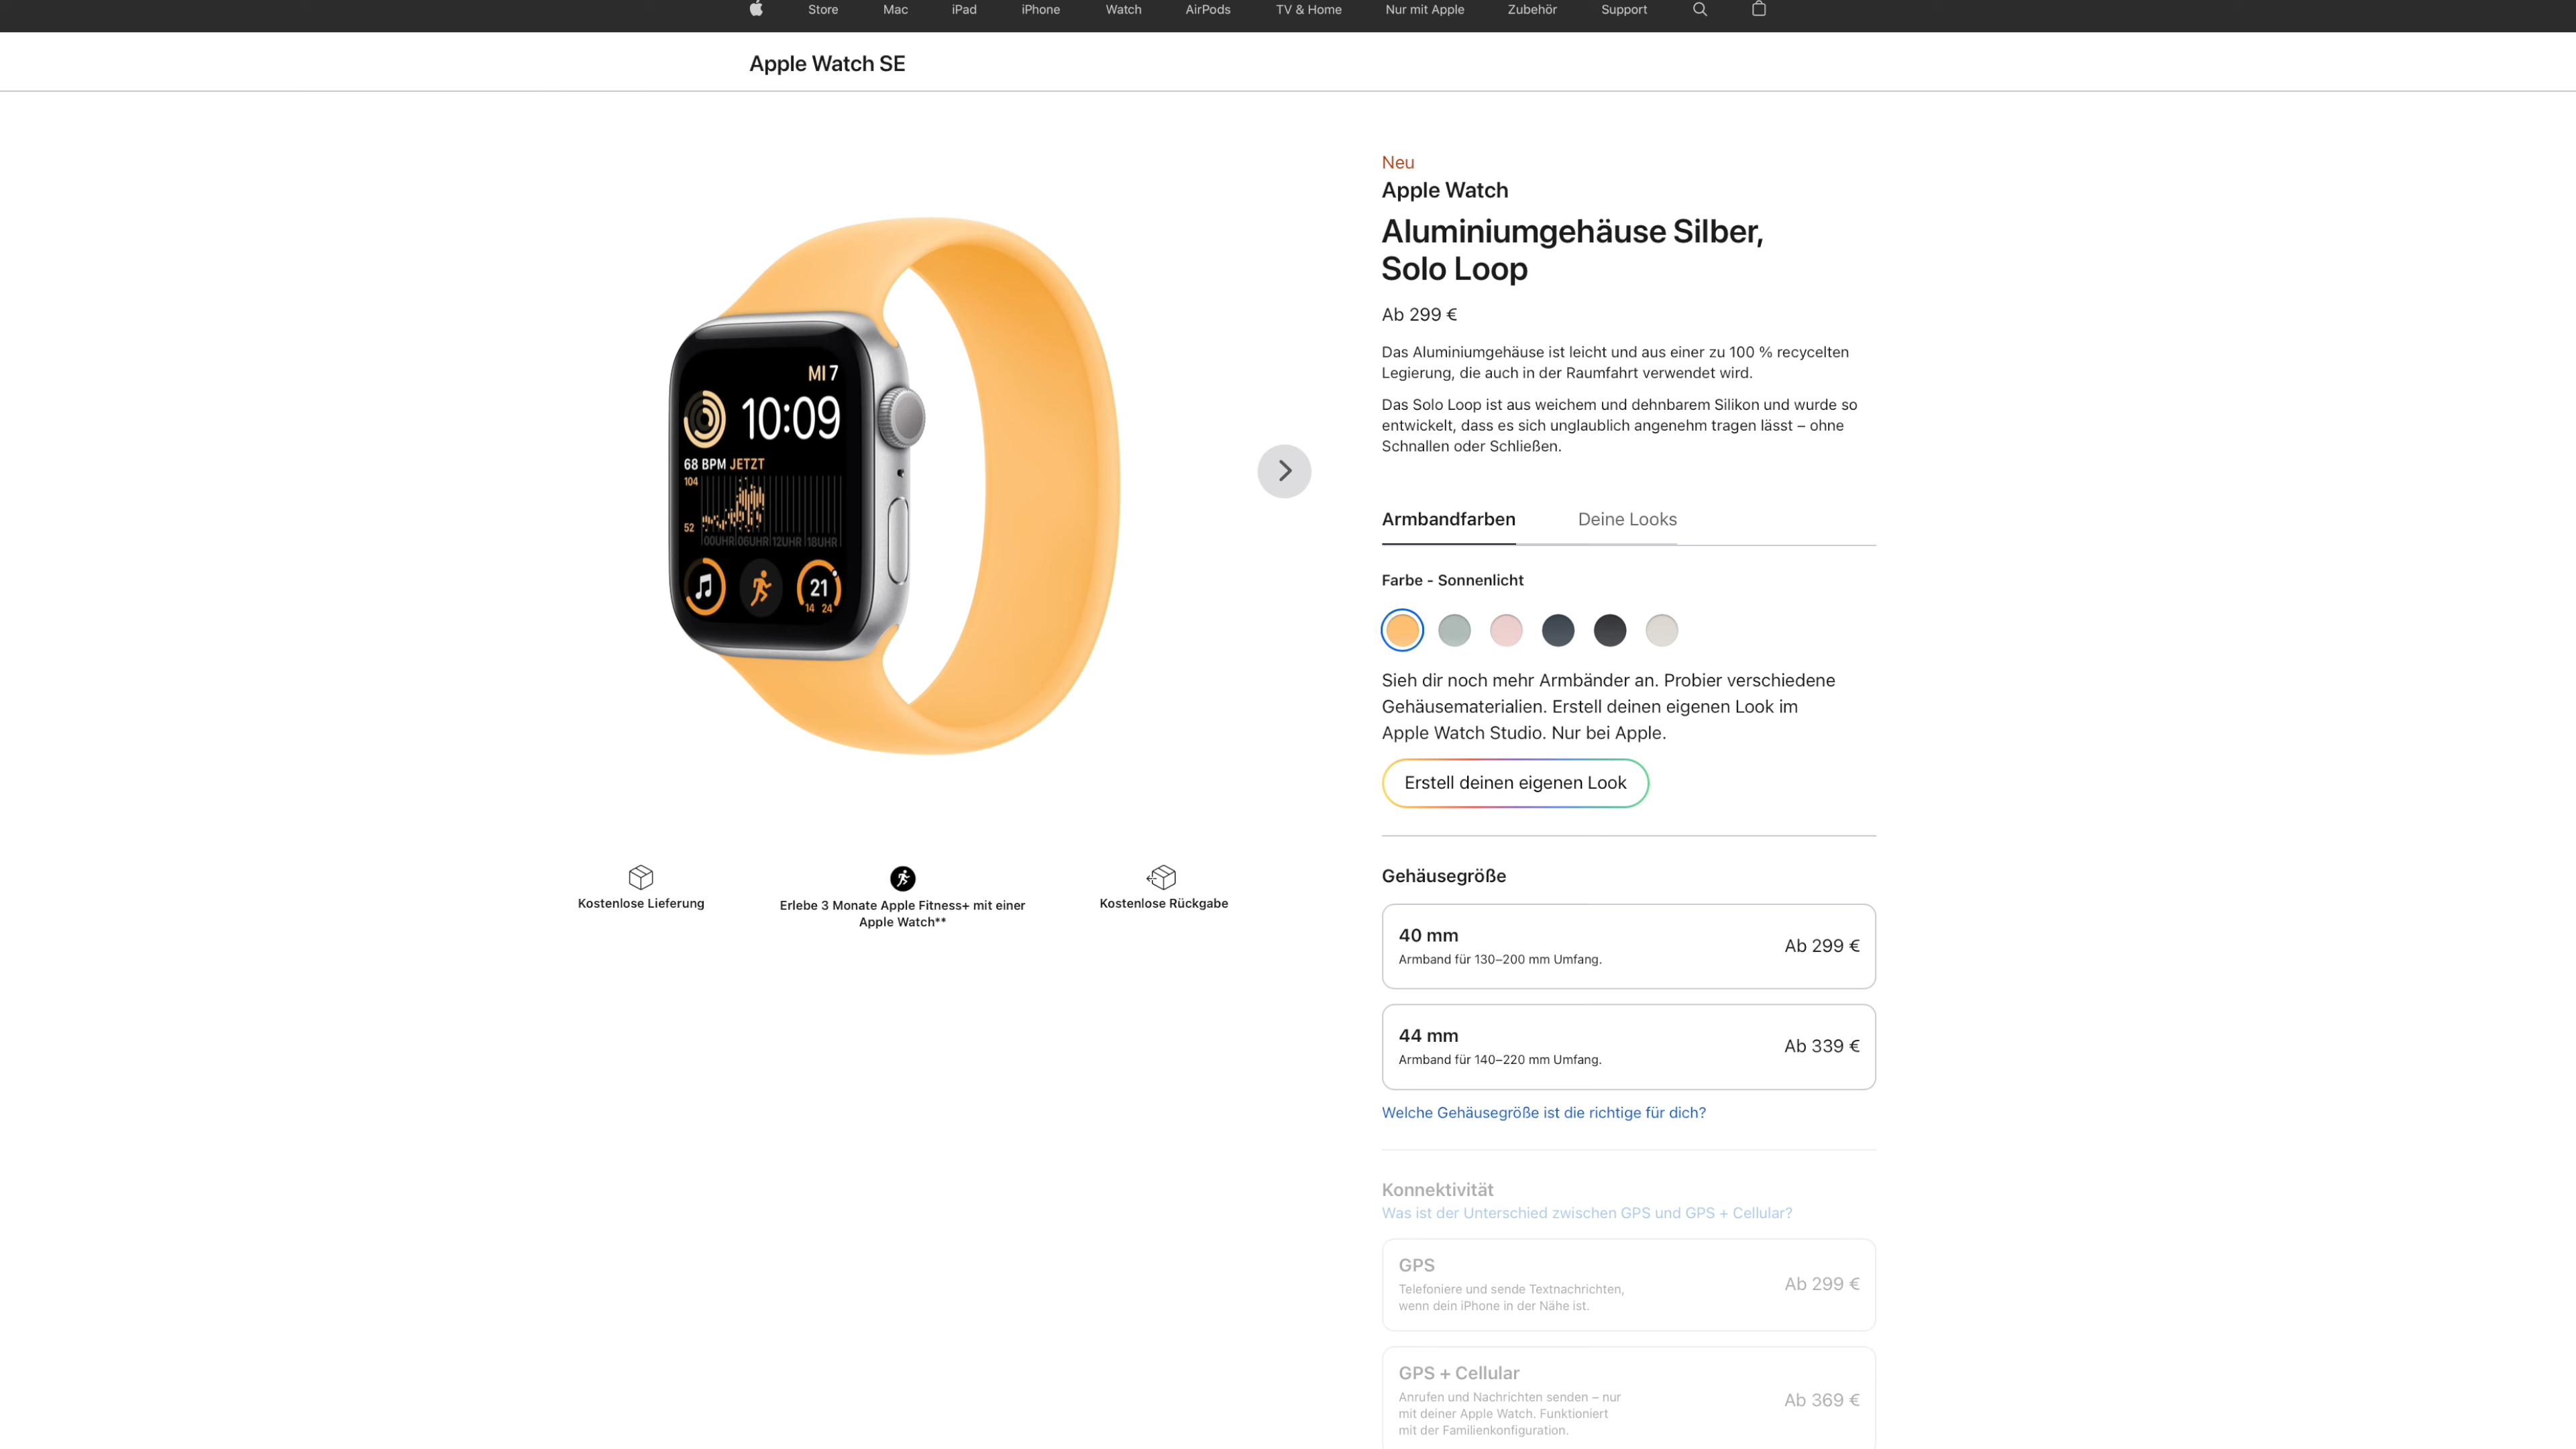 Store Mac iPad iPhone Watch AirPods TV & Home Nur mit Apple Zubehör Support
Apple Watch SE
Neu
Apple Watch
Aluminiumgehäuse Silber,
Solo Loop
Ab 299 €
Das Aluminiumgehäuse ist leicht und aus einer zu 100 % recycelten
Legierung, die auch in der Raumfahrt verwendet wird.
Das Solo Loop ist aus weichem und dehnbarem Silikon und wurde so
entwickelt, dass es sich unglaublich angenehm tragen lässt – ohne
Schnallen oder Schließen.
MI 7
10:09
68 BPM JETZT
104
52
00UHR 06UHR 12UHR 18UHR
21
14 24
Armbandfarben Deine Looks
Farbe - Sonnenlicht
Sieh dir noch mehr Armbänder an. Probier verschiedene
Gehäusematerialien. Erstell deinen eigenen Look im
Apple Watch Studio. Nur bei Apple.
Erstell deinen eigenen Look
Kostenlose Lieferung
Erlebe 3 Monate Apple Fitness+ mit einer
Apple Watch**
Kostenlose Rückgabe
Gehäusegröße
40 mm
Armband für 130–200 mm Umfang.
Ab 299 €
44 mm
Armband für 140–220 mm Umfang.
Ab 339 €
Welche Gehäusegröße ist die richtige für dich?
Konnektivität
Was ist der Unterschied zwischen GPS und GPS + Cellular?
GPS
Telefoniere und sende Textnachrichten,
wenn dein iPhone in der Nähe ist.
Ab 299 €
GPS + Cellular
Anrufen und Nachrichten senden – nur
mit deiner Apple Watch. Funktioniert
mit der Familienkonfiguration.
Ab 369 €